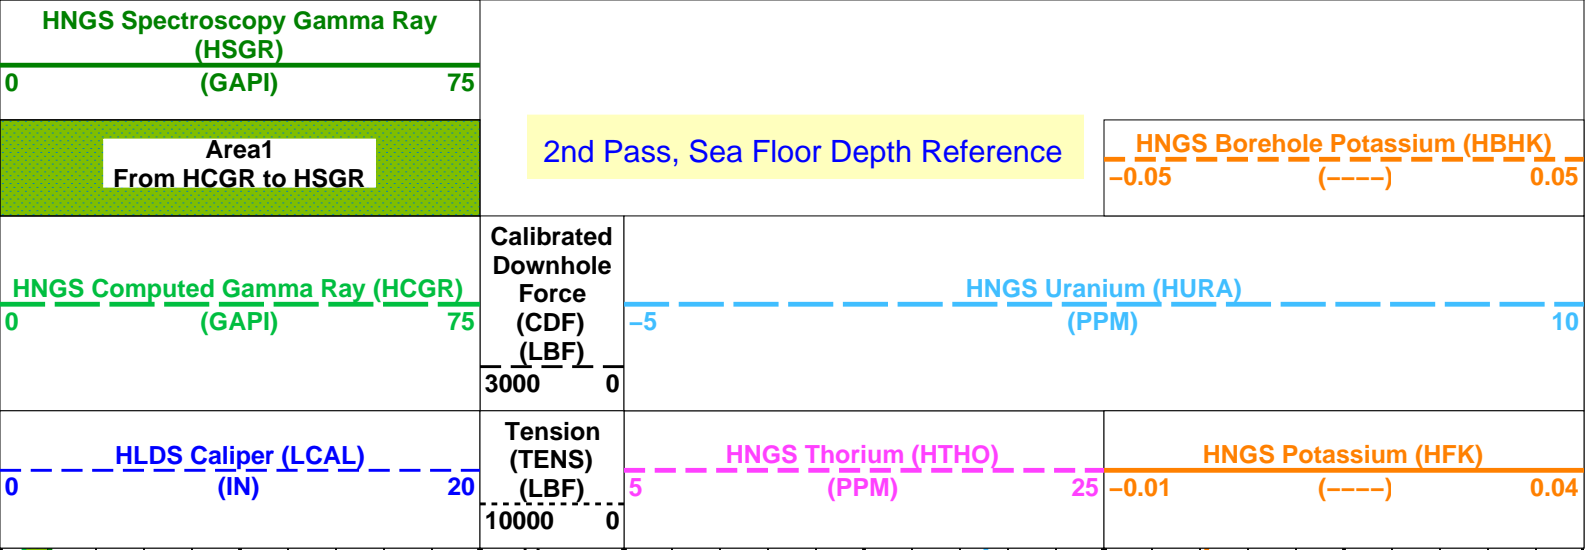 HNGS Spectroscopy Gamma Ray
(HSGR)
0 (GAPI) 75
Area1
From HCGR to HSGR
2nd Pass, Sea Floor Depth Reference
HNGS Borehole Potassium (HBHK)
−0.05 (−−−−) 0.05
HNGS Computed Gamma Ray (HCGR)
0 (GAPI) 75
Calibrated
Downhole
Force
(CDF)
(LBF)
3000 0
HNGS Uranium (HURA)
−5 (PPM) 10
HLDS Caliper (LCAL)
0 (IN) 20
Tension
(TENS)
(LBF)
10000 0
HNGS Thorium (HTHO)
5 (PPM) 25
HNGS Potassium (HFK)
−0.01 (−−−−) 0.04